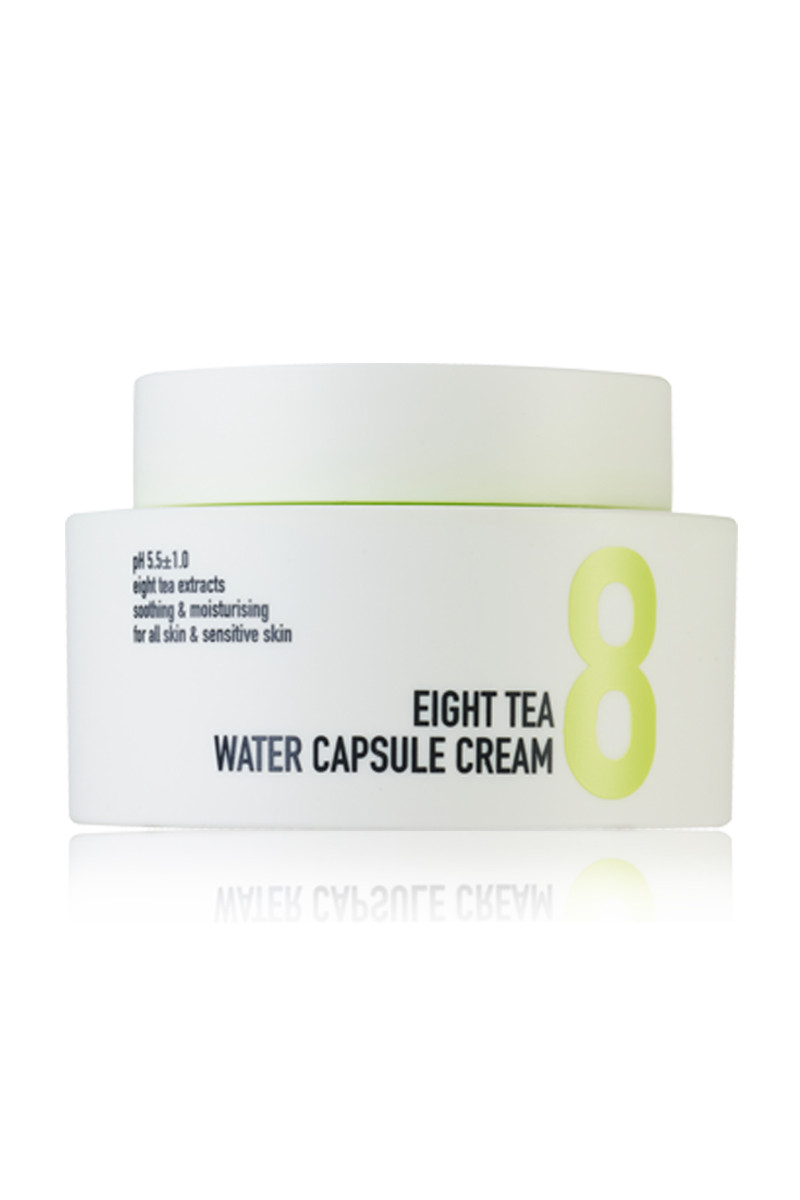 pH 5.5±1.0
eight tea extracts
soothing & moisturising
for all skin & sensitive skin
EIGHT TEA
WATER CAPSULE CREAM
8